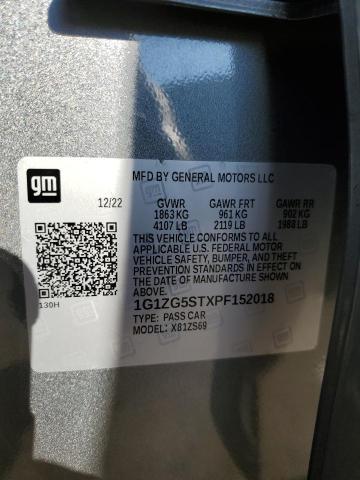 gm
MFD BY GENERAL MOTORS LLC
12/22 GVWR GAWR FRT GAWR RR
1863 KG 961 KG 902 KG
4107 LB 2119 LB 1988 LB
THIS VEHICLE CONFORMS TO ALL
APPLICABLE U.S. FEDERAL MOTOR
VEHICLE SAFETY, BUMPER, AND THEFT
PREVENTION STANDARDS IN EFFECT ON
THE DATE OF MANUFACTURE SHOWN
ABOVE.
130H
1G1ZG5STXPF152018
TYPE: PASS CAR
MODEL: X81ZS69